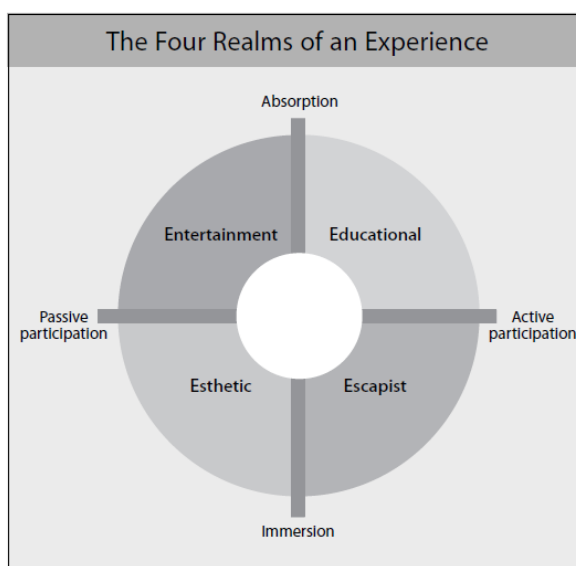 The Four Realms of an Experience
Absorption
Entertainment
Educational
Passive
participation
Active
participation
Esthetic
Escapist
Immersion